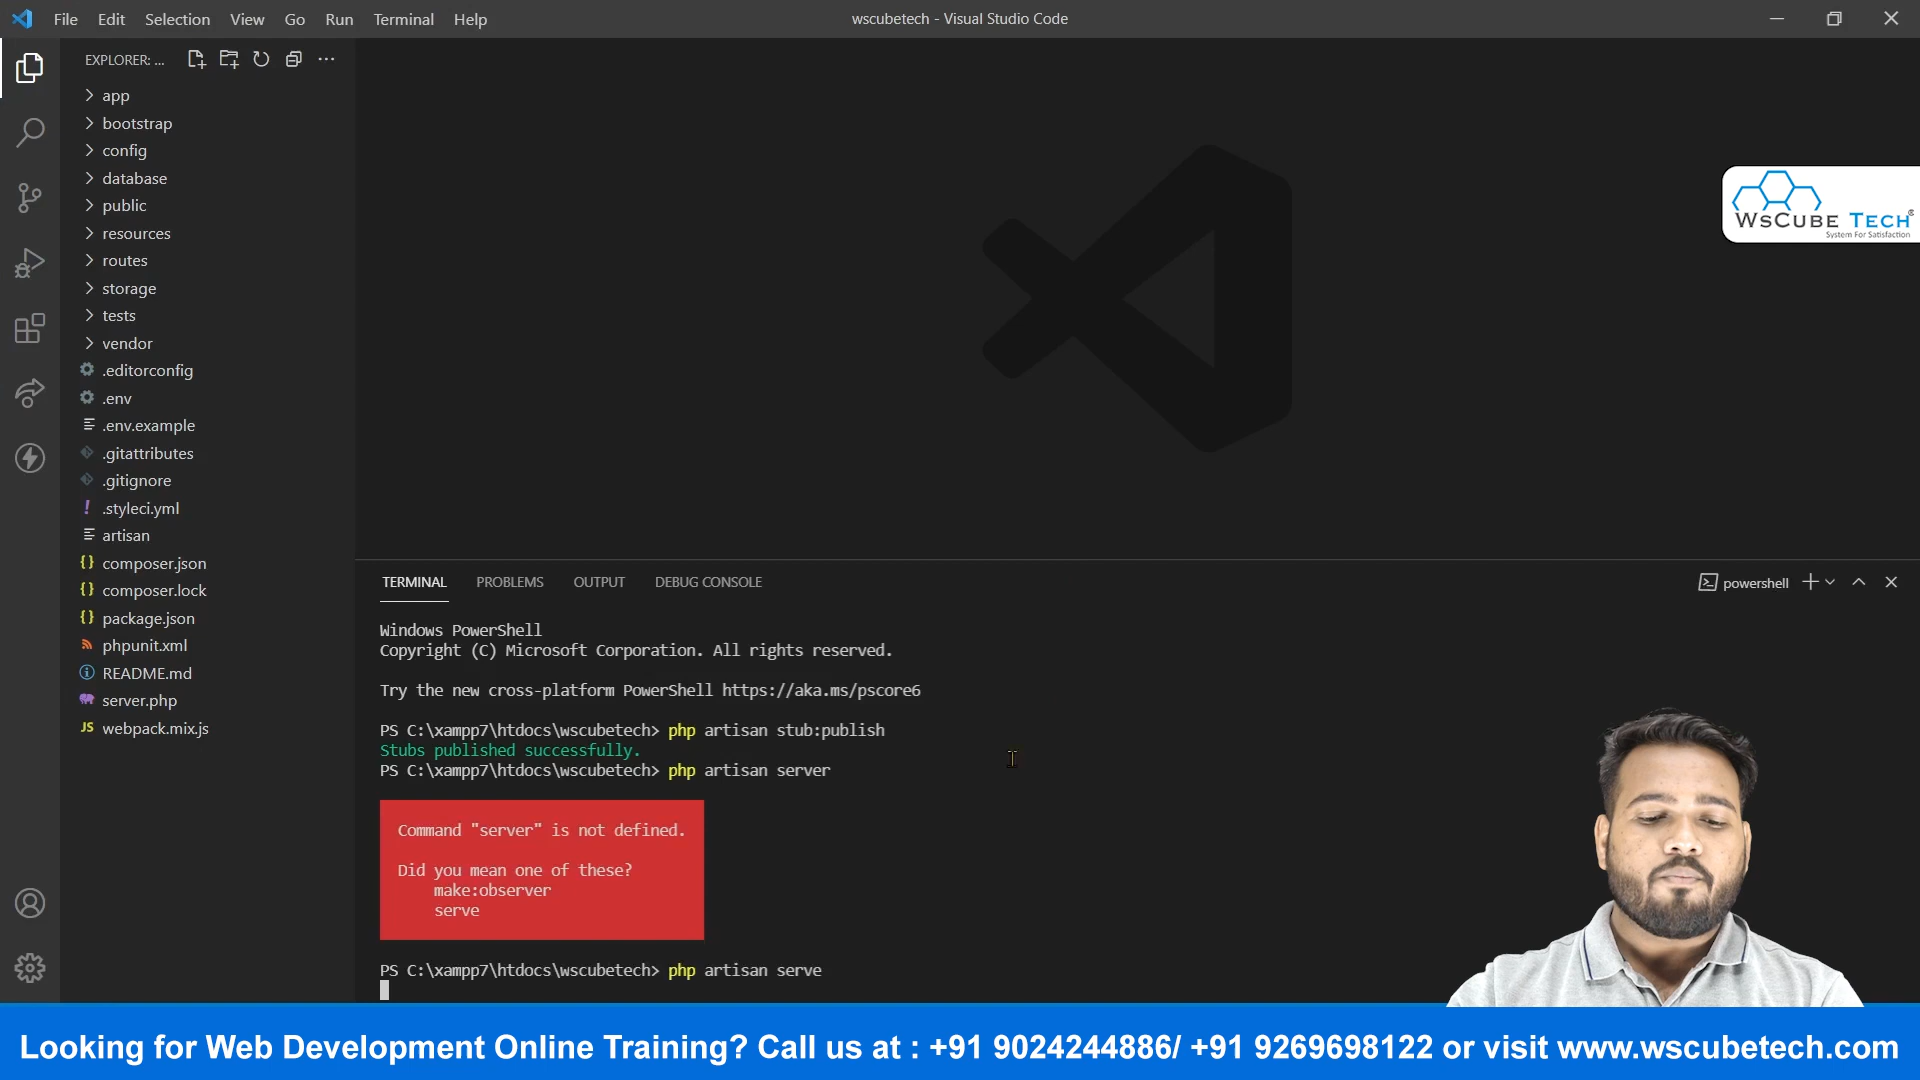 File Edit Selection View Go Run Terminal Help
wscubetech - Visual Studio Code
EXPLORER: ...
app
bootstrap
config
database
public
resources
routes
storage
tests
vendor
.editorconfig
.env
.env.example
.gitattributes
.gitignore
.styleci.yml
artisan
composer.json
composer.lock
package.json
phpunit.xml
README.md
server.php
JS webpack.mix.js
WsCube Tech®
System For Satisfaction
TERMINAL PROBLEMS OUTPUT DEBUG CONSOLE
powershell
Windows PowerShell
Copyright (C) Microsoft Corporation. All rights reserved.
Try the new cross-platform PowerShell https://aka.ms/pscore6
PS C:\xampp7\htdocs\wscubetech> php artisan stub:publish
Stubs published successfully.
PS C:\xampp7\htdocs\wscubetech> php artisan server
Command "server" is not defined.
Did you mean one of these?
make:observer
serve
PS C:\xampp7\htdocs\wscubetech> php artisan serve
Looking for Web Development Online Training? Call us at : +91 9024244886/ +91 9269698122 or visit www.wscubetech.com